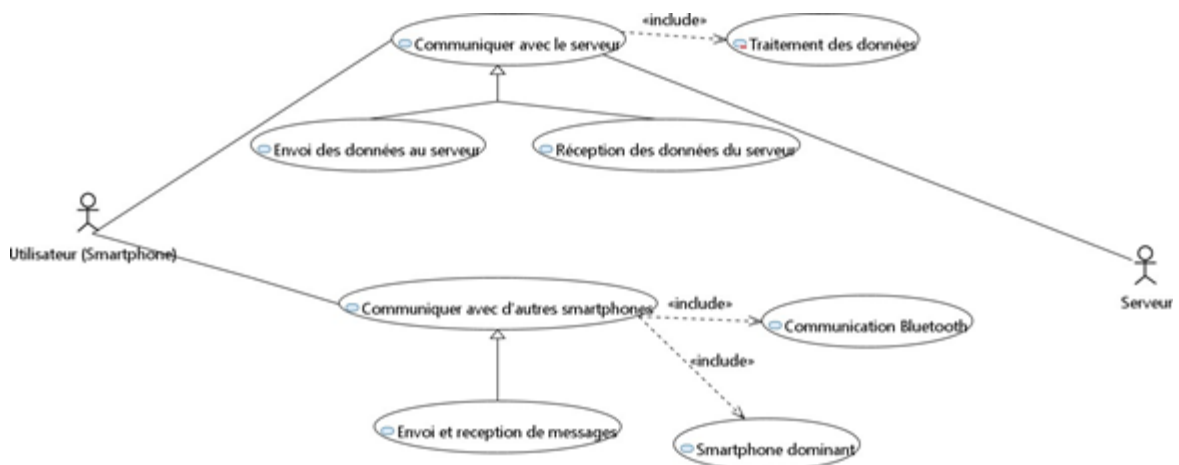 «include»
Communiquer avec le serveur
Traitement des données
Envoi des données au serveur
Réception des données du serveur
Utilisateur (Smartphone)
Serveur
Communiquer avec d'autres smartphones
«include»
Communication Bluetooth
«include»
Envoi et reception de messages
Smartphone dominant